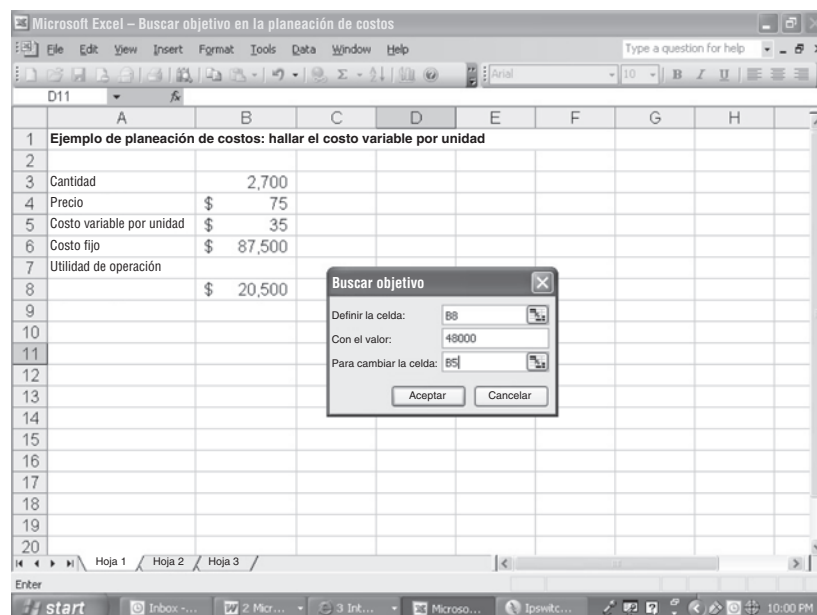 Microsoft Excel – Buscar objetivo en la planeación de costos
File Edit View Insert Format Tools Data Window Help Type a question for help
Arial 10 B I U
D11 fx
A B C D E F G H
1 Ejemplo de planeación de costos: hallar el costo variable por unidad
2
3 Cantidad 2,700
4 Precio $ 75
5 Costo variable por unidad $ 35
6 Costo fijo $ 87,500
7 Utilidad de operación
8 $ 20,500
Buscar objetivo
9
Definir la celda: B8
10
Con el valor: 48000
11
Para cambiar la celda: B5
12
13
Aceptar Cancelar
14
15
16
17
18
19
20
Hoja 1 Hoja 2 Hoja 3
Enter
start Inbox -... 2 Micr... 3 Int... Microso... Ipswitc... 10:00 PM